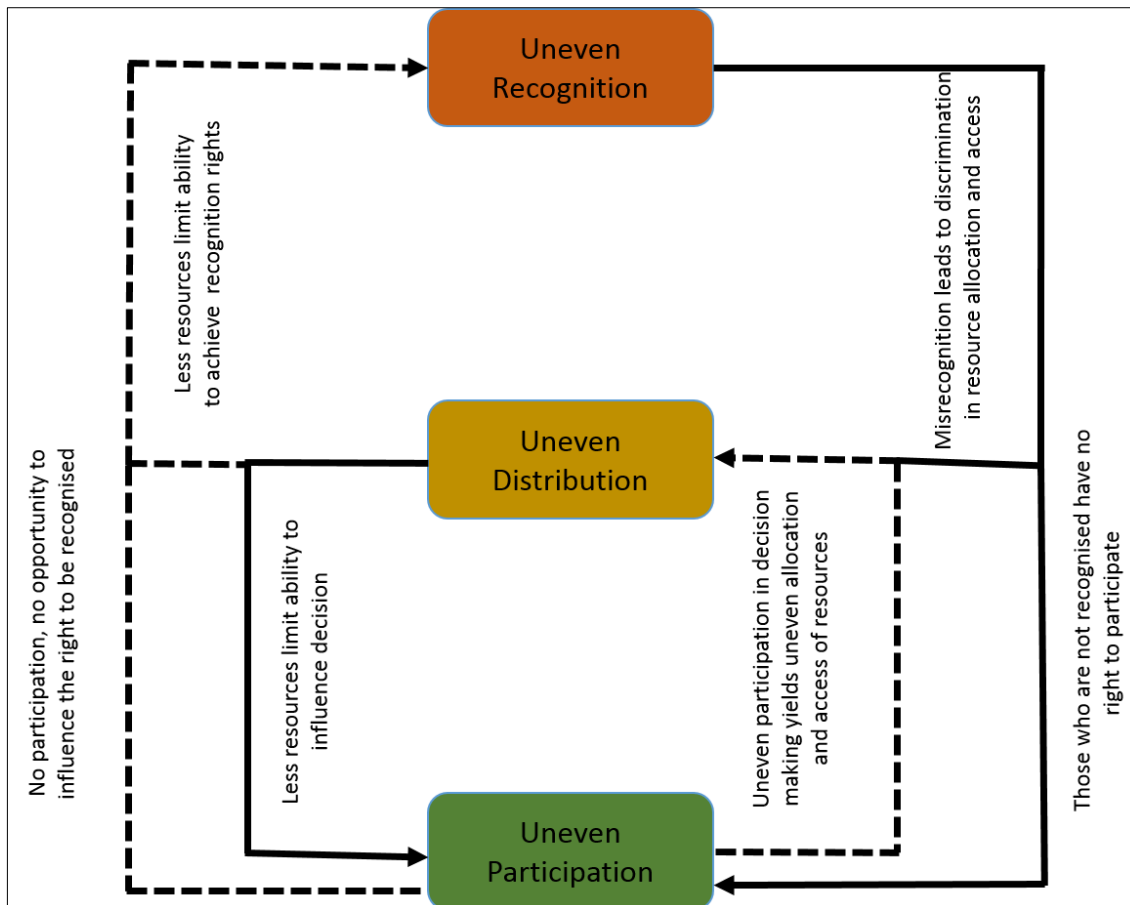 Uneven
Recognition
Less resources limit ability
to achieve recognition rights
Misrecognition leads to discrimination
in resource allocation and access
Uneven
Distribution
No participation, no opportunity to
influence the right to be recognised
Less resources limit ability to
influence decision
Uneven participation in decision
making yields uneven allocation
and access of resources
Those who are not recognised have no
right to participate
Uneven
Participation